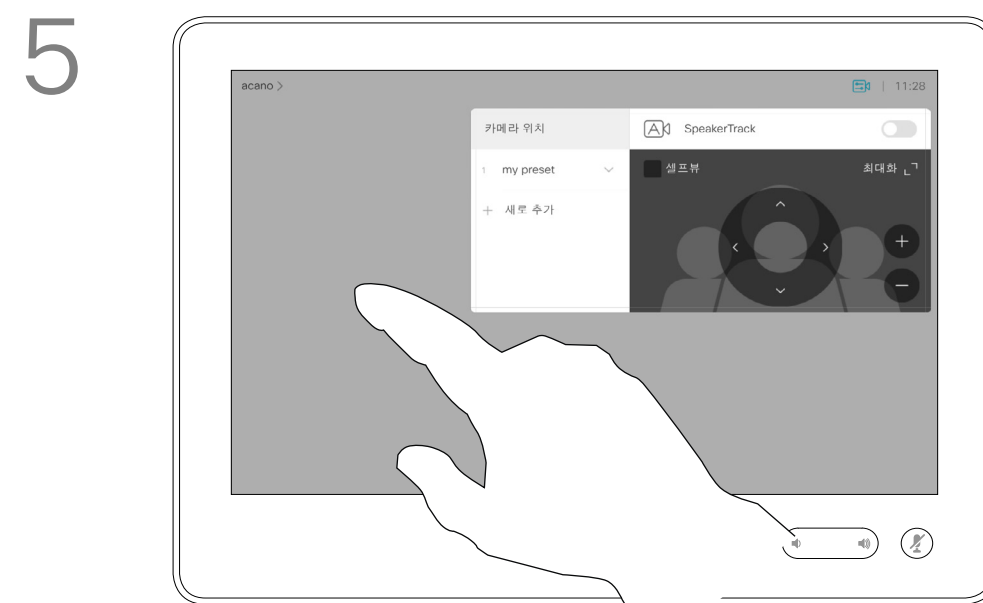 5
acano >
11:28
카메라 위치
SpeakerTrack
1 my preset
셀프뷰
최대화
+ 새로 추가